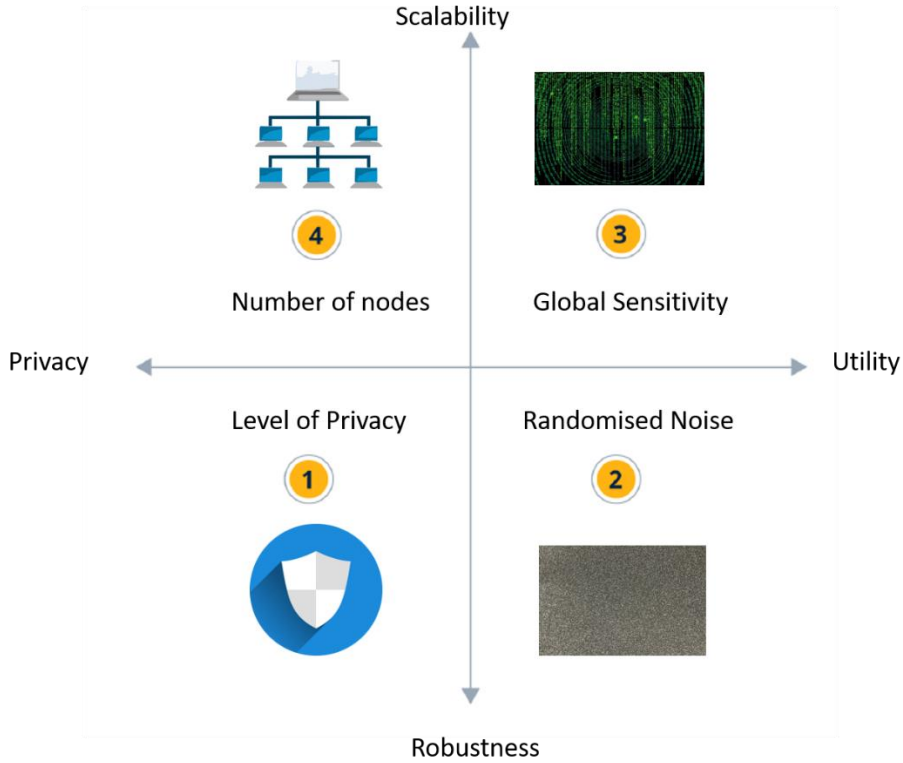 Scalability
4
3
Number of nodes
Global Sensitivity
Privacy
Utility
Level of Privacy
Randomised Noise
1
2
Robustness